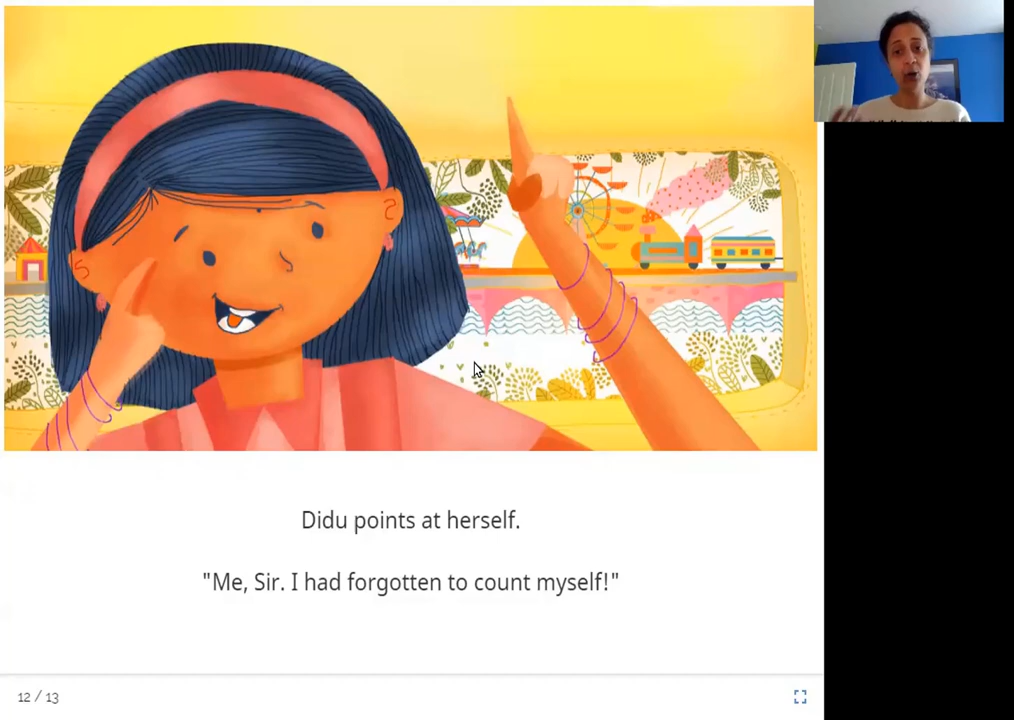 Didu points at herself.
"Me, Sir. I had forgotten to count myself!"
12 / 13